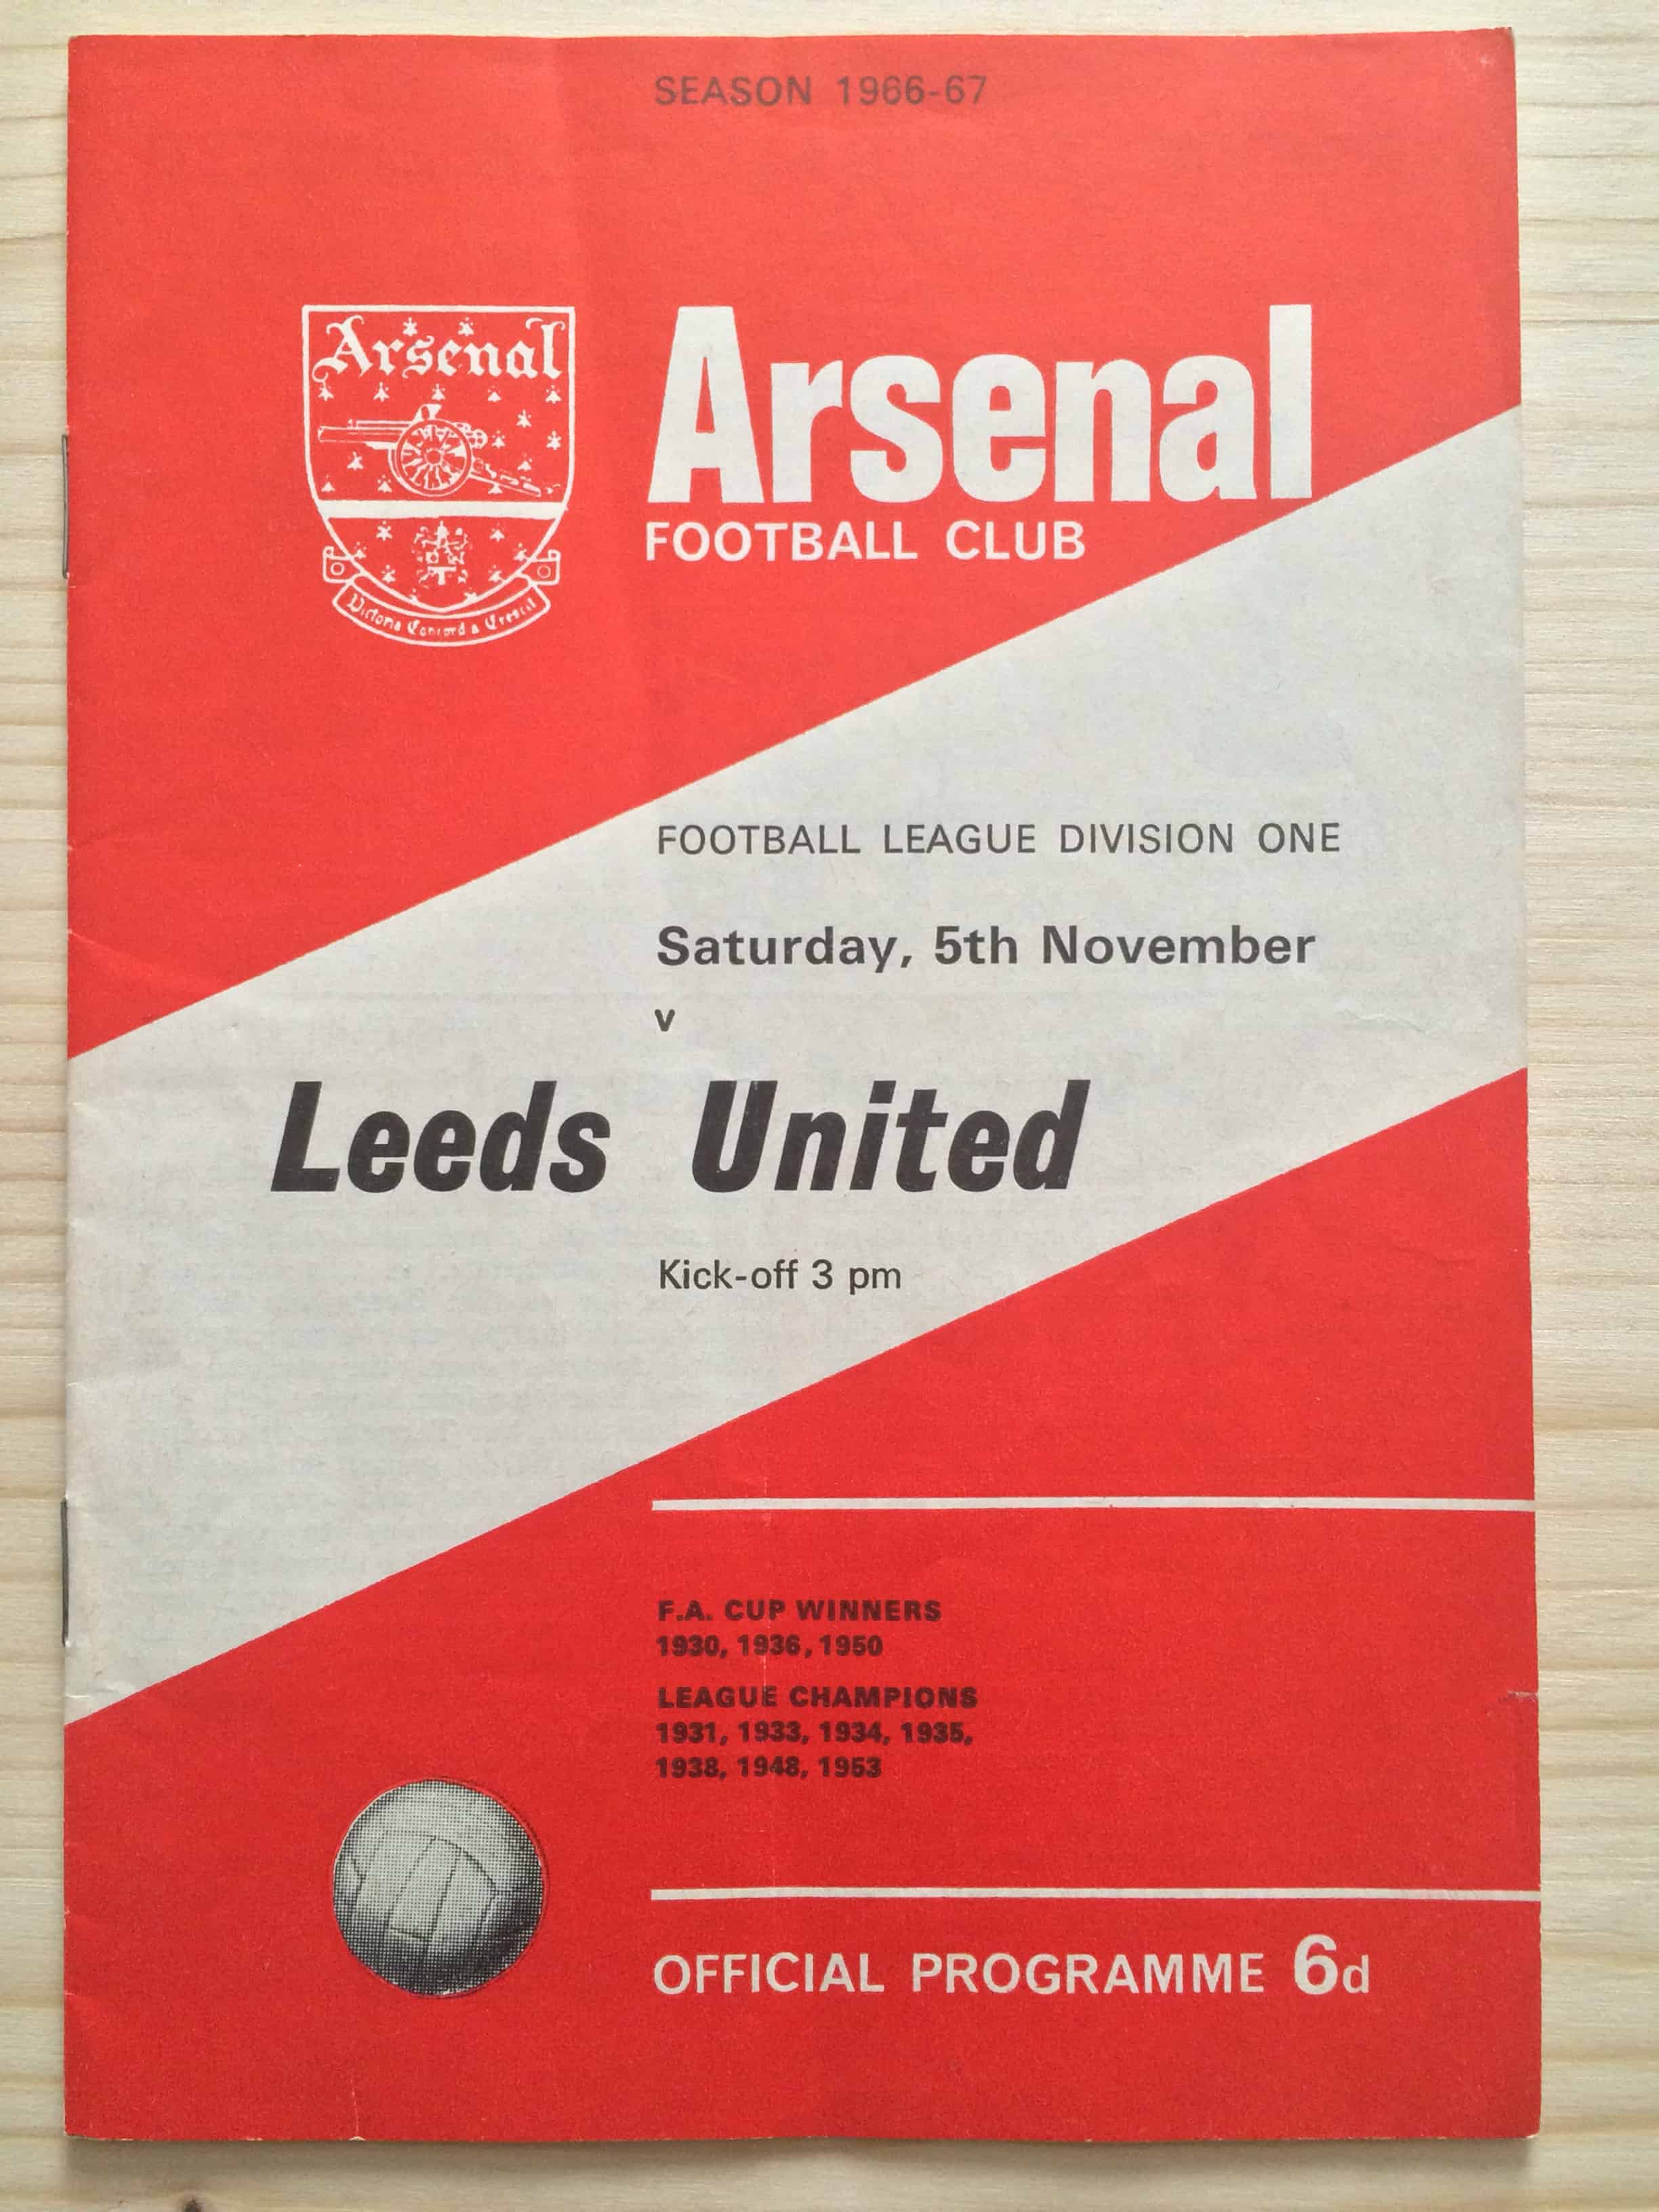 SEASON 1966-67
Arsenal
Arsenal
FOOTBALL CLUB
Victoria Concordia Crescit
FOOTBALL LEAGUE DIVISION ONE
Saturday, 5th November
v
Leeds United
Kick-off 3 pm
F.A. CUP WINNERS
1930, 1936, 1950
LEAGUE CHAMPIONS
1931, 1933, 1934, 1935,
1938, 1948, 1953
OFFICIAL PROGRAMME 6d